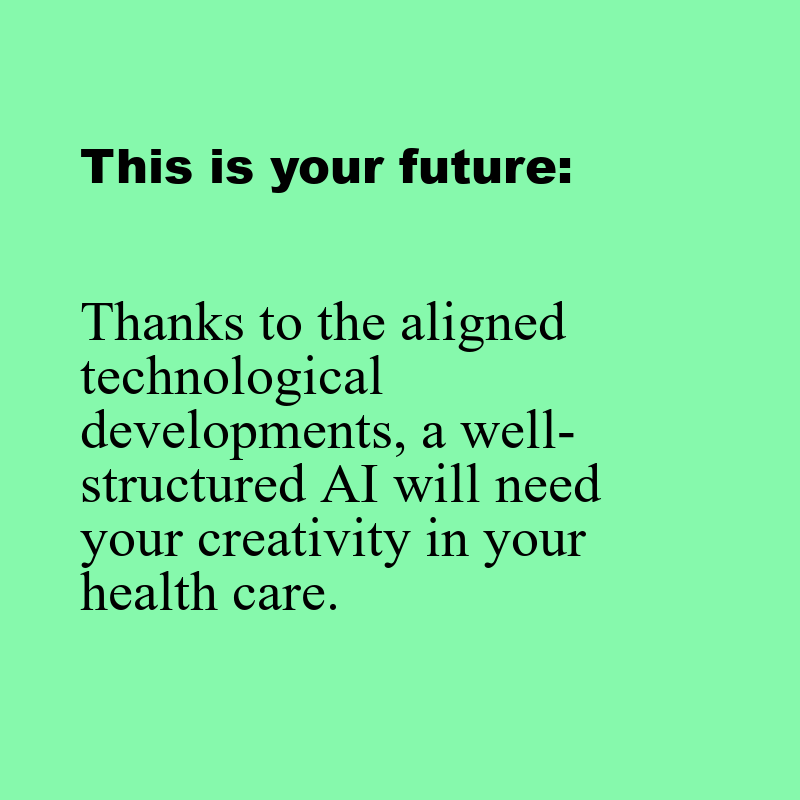 This is your future:
Thanks to the aligned
technological
developments, a well-
structured AI will need
your creativity in your
health care.